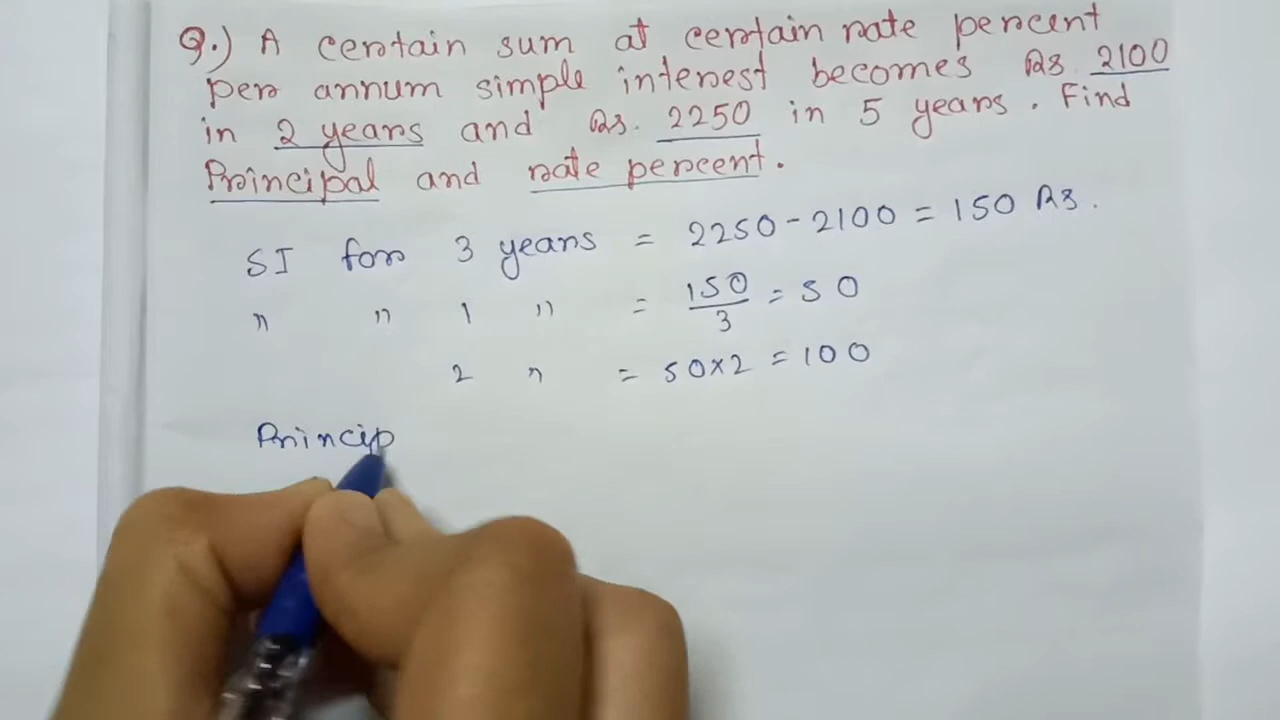 Q.) A certain sum at certain rate percent
per annum simple interest becomes Rs 2100
in 2 years and Rs. 2250 in 5 years. Find
Principal and rate percent.
SI for 3 years = 2250-2100 = 150 Rs.
" " 1 " = 150/3 = 50
2 " = 50×2 = 100
Princip